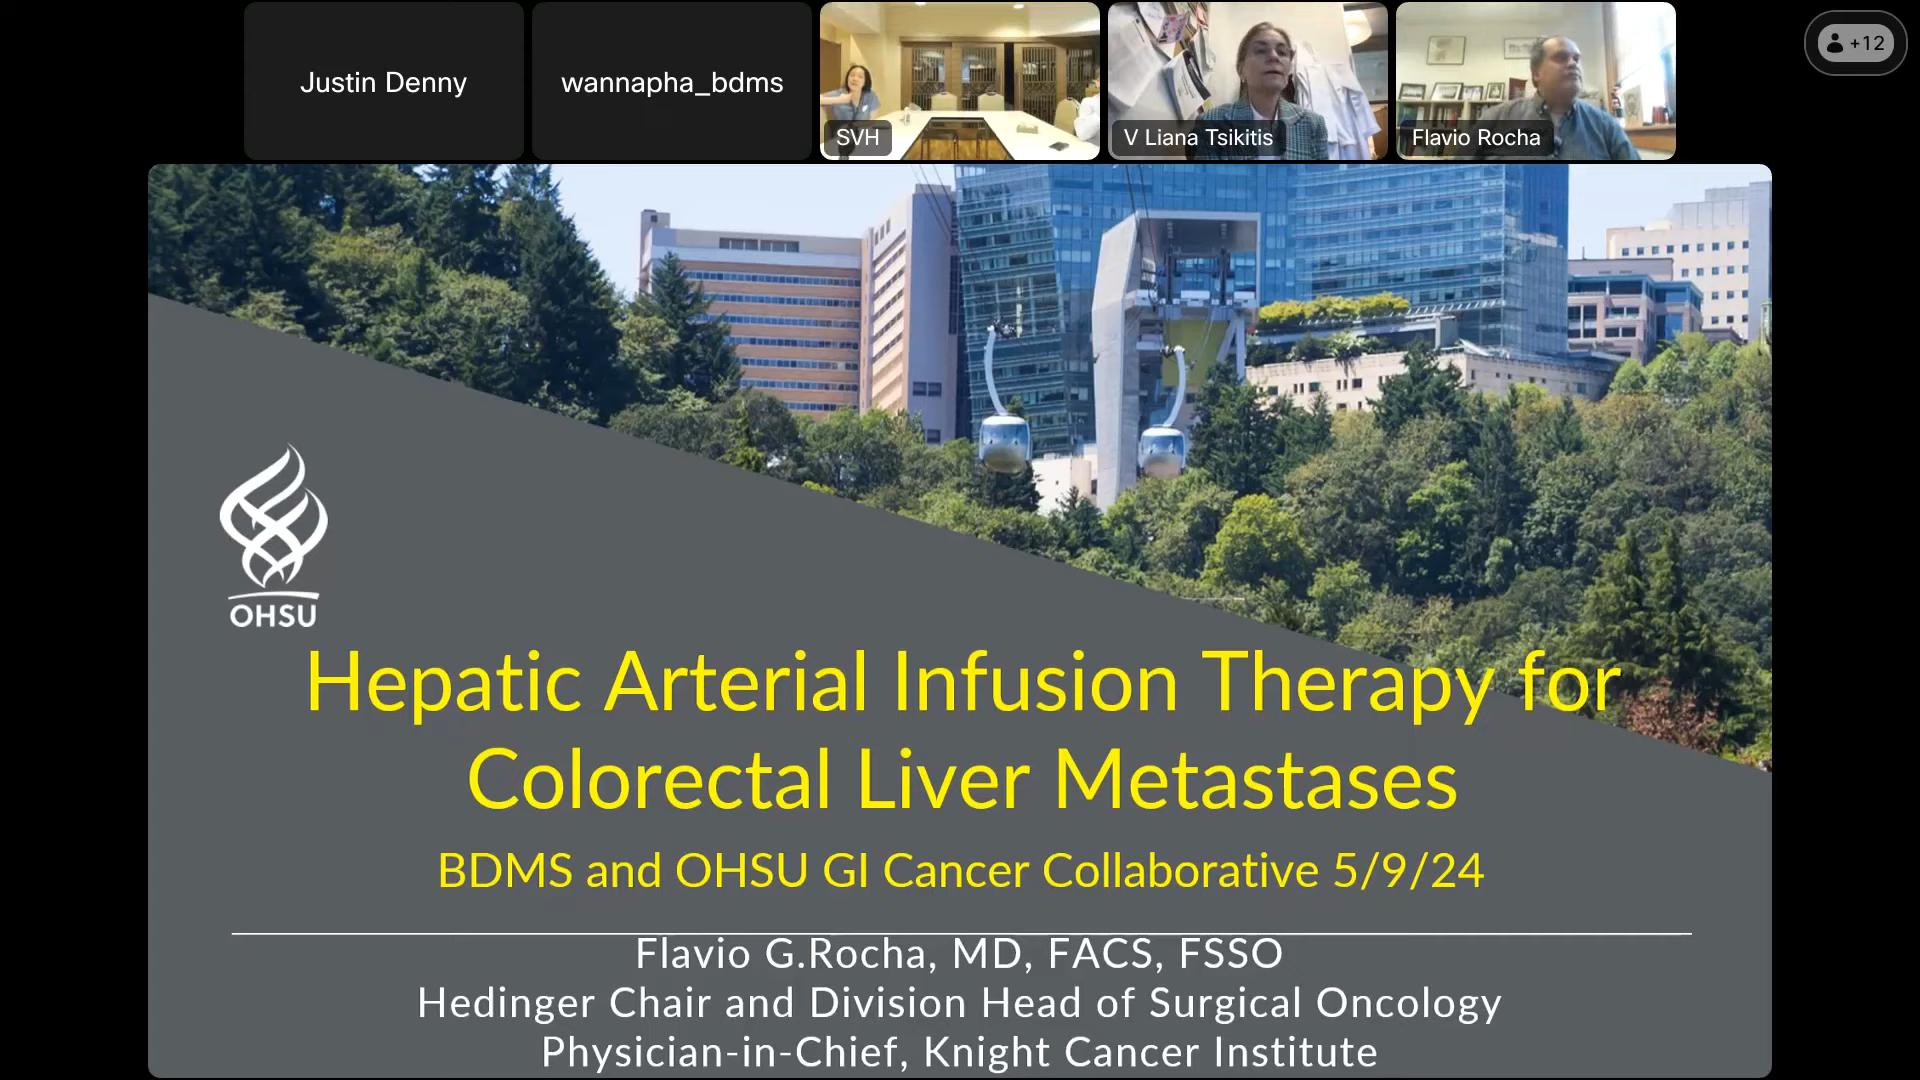 Justin Denny
wannapha_bdms
SVH
V Liana Tsikitis
Flavio Rocha
+12
OHSU
Hepatic Arterial Infusion Therapy for
Colorectal Liver Metastases
BDMS and OHSU GI Cancer Collaborative 5/9/24
Flavio G.Rocha, MD, FACS, FSSO
Hedinger Chair and Division Head of Surgical Oncology
Physician-in-Chief, Knight Cancer Institute